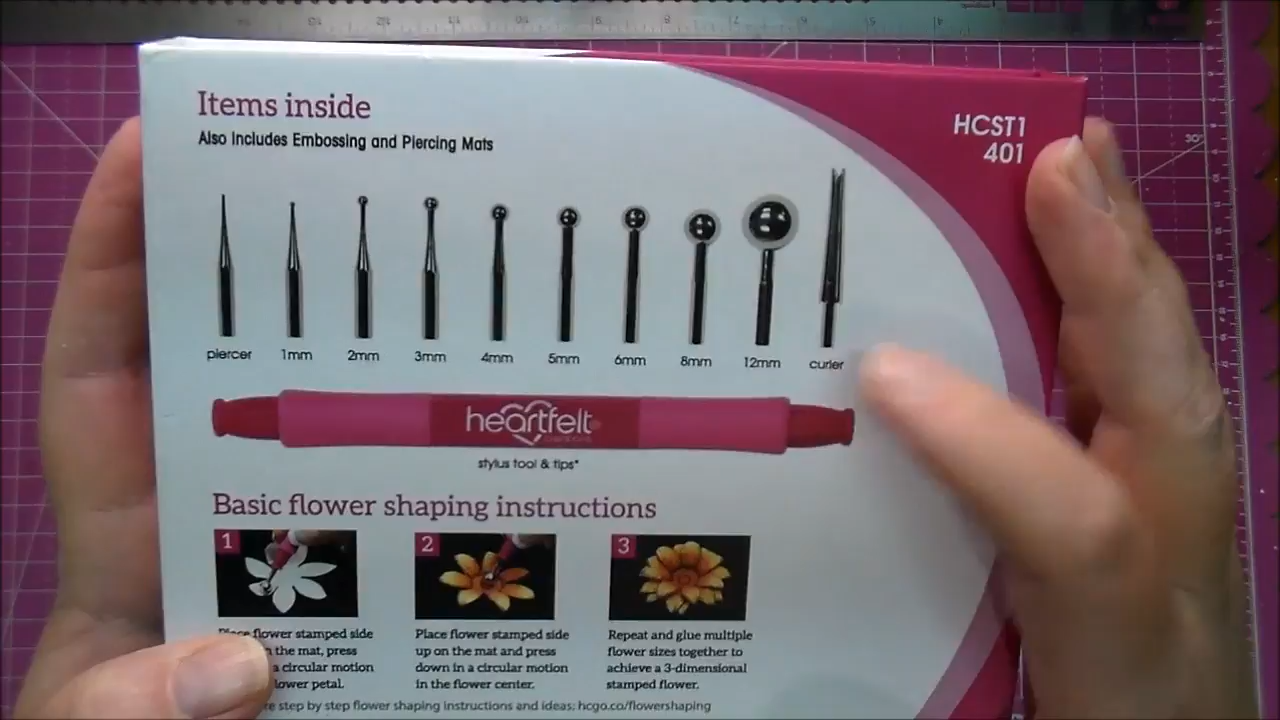 Items inside
Also Includes Embossing and Piercing Mats
HCST1
401
piercer 1mm 2mm 3mm 4mm 5mm 6mm 8mm 12mm curler
heartfelt
stylus tool & tips*
Basic flower shaping instructions
1 2 3
Place flower stamped side
the mat, press
a circular motion
flower petal.
Place flower stamped side
up on the mat and press
down in a circular motion
in the flower center.
Repeat and glue multiple
flower sizes together to
achieve a 3-dimensional
stamped flower.
step by step flower shaping instructions and ideas: hcgo.co/flowershaping
30°